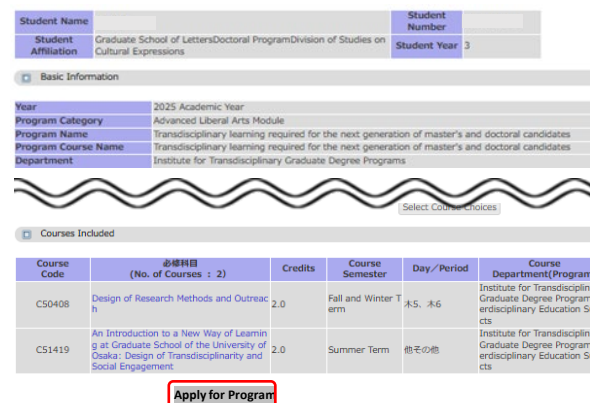 Student Name
Student Number
Student Affiliation
Graduate School of LettersDoctoral ProgramDivision of Studies on
Cultural Expressions
Student Year 3
Basic Information
Year 2025 Academic Year
Program Category Advanced Liberal Arts Module
Program Name Transdisciplinary learning required for the next generation of master's and doctoral candidates
Program Course Name Transdisciplinary learning required for the next generation of master's and doctoral candidates
Department Institute for Transdisciplinary Graduate Degree Programs
Select Course Choices
Courses Included
Course
Code
必修科目
(No. of Courses : 2)
Credits
Course
Semester
Day／Period
Course
Department(Program
C50408
Design of Research Methods and Outreac
h
2.0
Fall and Winter T
erm
木5、木6
Institute for Transdisciplin
Graduate Degree Program
erdisciplinary Education S
cts
C51419
An Introduction to a New Way of Learnin
g at Graduate School of the University of
Osaka: Design of Transdisciplinarity and
Social Engagement
2.0
Summer Term
他その他
Institute for Transdisciplin
Graduate Degree Program
erdisciplinary Education S
cts
Apply for Program